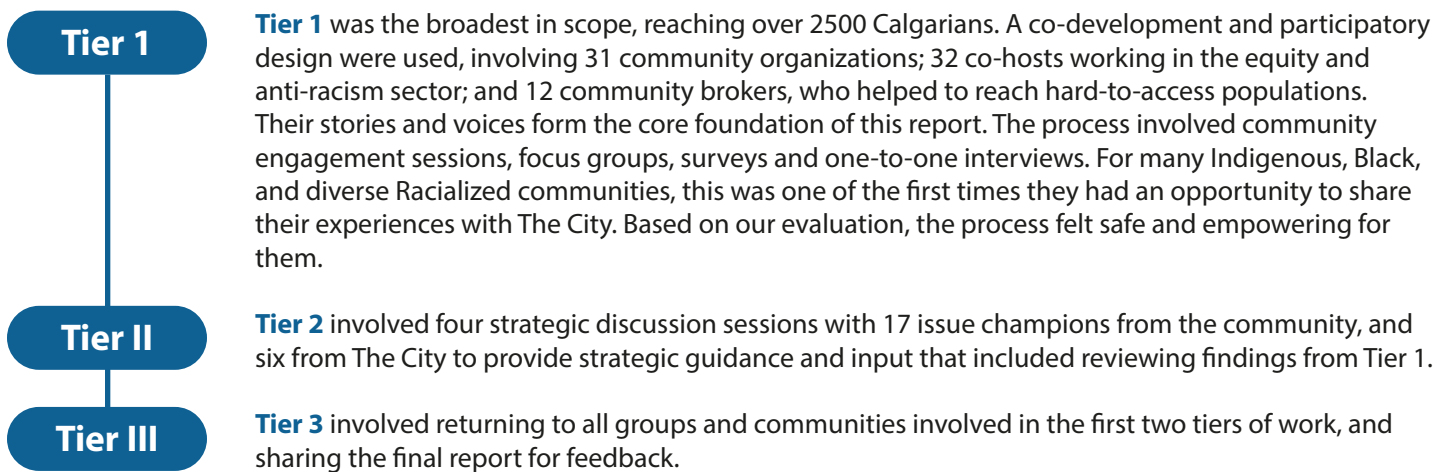 Tier 1
Tier 1 was the broadest in scope, reaching over 2500 Calgarians. A co-development and participatory
design were used, involving 31 community organizations; 32 co-hosts working in the equity and
anti-racism sector; and 12 community brokers, who helped to reach hard-to-access populations.
Their stories and voices form the core foundation of this report. The process involved community
engagement sessions, focus groups, surveys and one-to-one interviews. For many Indigenous, Black,
and diverse Racialized communities, this was one of the first times they had an opportunity to share
their experiences with The City. Based on our evaluation, the process felt safe and empowering for
them.
Tier II
Tier 2 involved four strategic discussion sessions with 17 issue champions from the community, and
six from The City to provide strategic guidance and input that included reviewing findings from Tier 1.
Tier III
Tier 3 involved returning to all groups and communities involved in the first two tiers of work, and
sharing the final report for feedback.